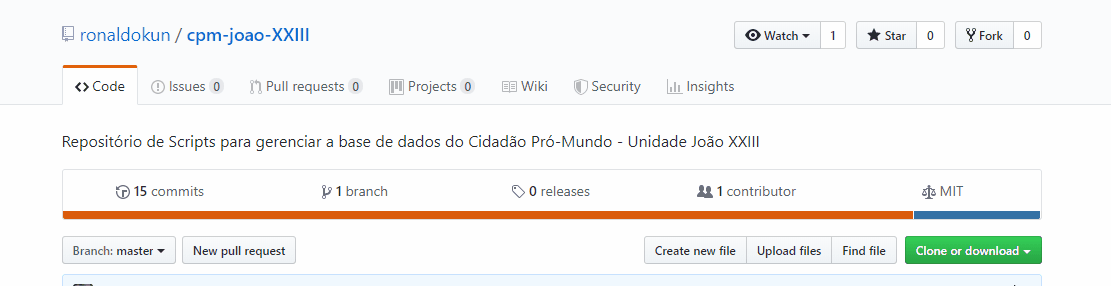 ronaldokun / cpm-joao-XXIII
Watch 1 Star 0 Fork 0
Code Issues 0 Pull requests 0 Projects 0 Wiki Security Insights
Repositório de Scripts para gerenciar a base de dados do Cidadão Pró-Mundo - Unidade João XXIII
15 commits 1 branch 0 releases 1 contributor MIT
Branch: master New pull request Create new file Upload files Find file Clone or download